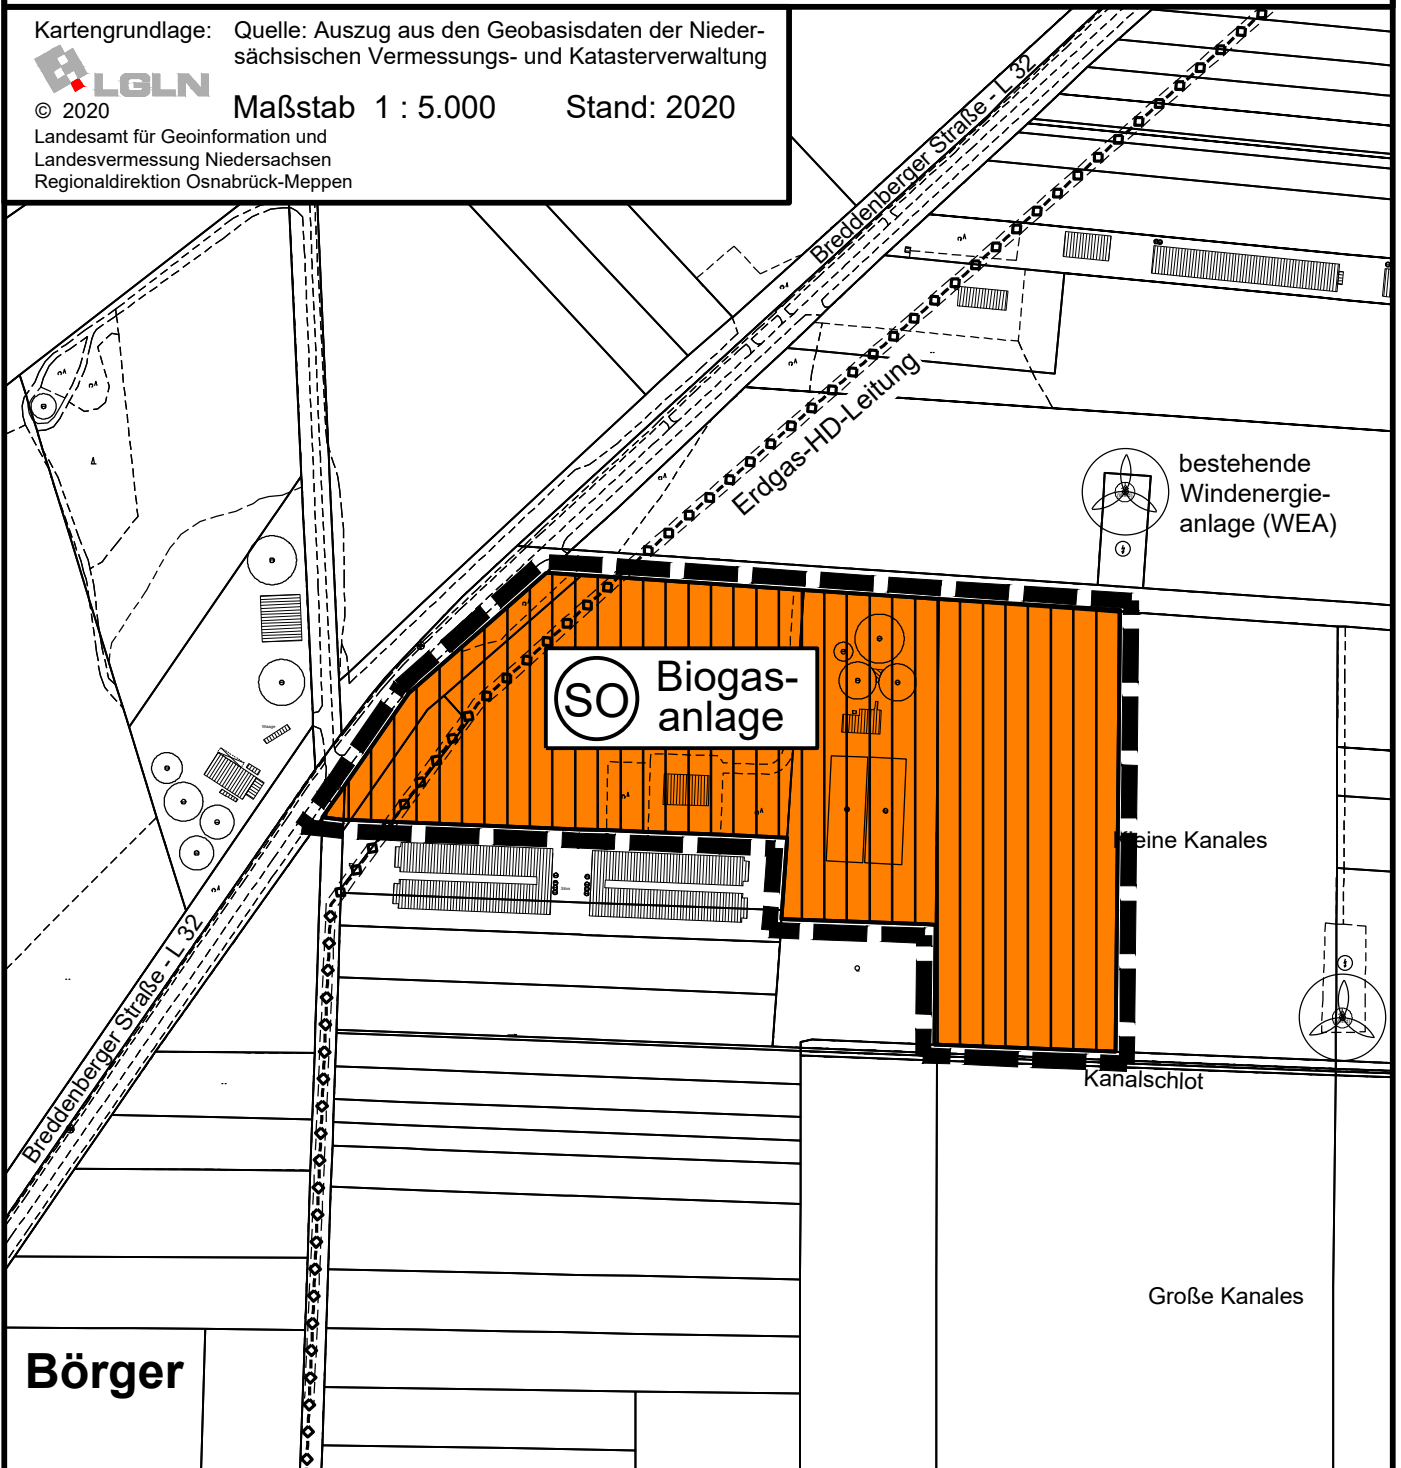 Kartengrundlage:
Quelle: Auszug aus den Geobasisdaten der Nieder-
sächsischen Vermessungs- und Katasterverwaltung
LGLN
© 2020
Maßstab 1 : 5.000
Stand: 2020
Landesamt für Geoinformation und
Landesvermessung Niedersachsen
Regionaldirektion Osnabrück-Meppen
Breddenberger Straße - L 32
Erdgas-HD-Leitung
bestehende
Windenergie-
anlage (WEA)
SO
Biogas-
anlage
Kleine Kanales
Breddenberger Straße - L 32
Kanalschlot
Große Kanales
Börger